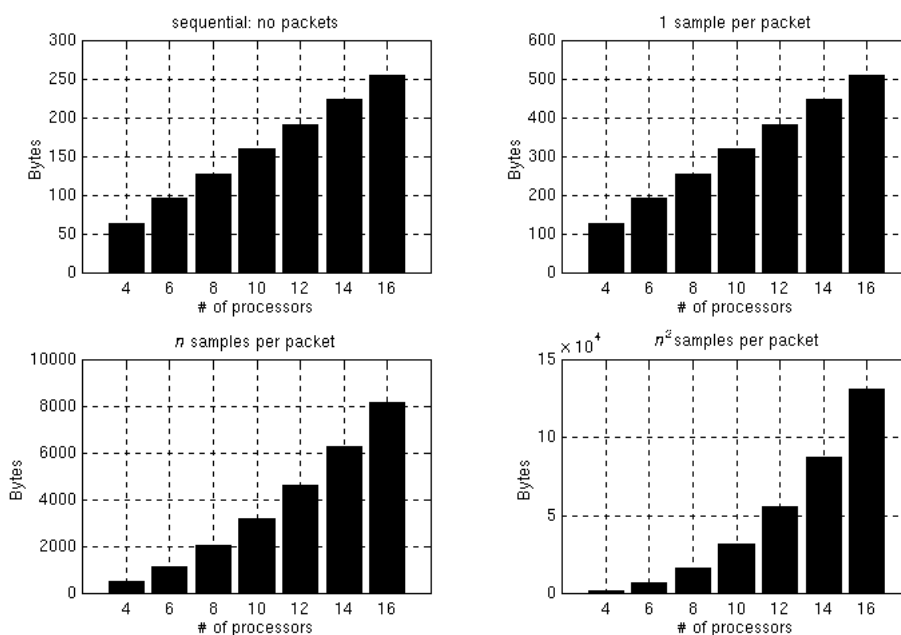 sequential: no packets
300
250
200
150
100
50
0
Bytes
4 6 8 10 12 14 16
# of processors
1 sample per packet
600
500
400
300
200
100
0
Bytes
4 6 8 10 12 14 16
# of processors
n samples per packet
10000
8000
6000
4000
2000
0
Bytes
4 6 8 10 12 14 16
# of processors
n² samples per packet
× 10⁴
15
10
5
0
Bytes
4 6 8 10 12 14 16
# of processors